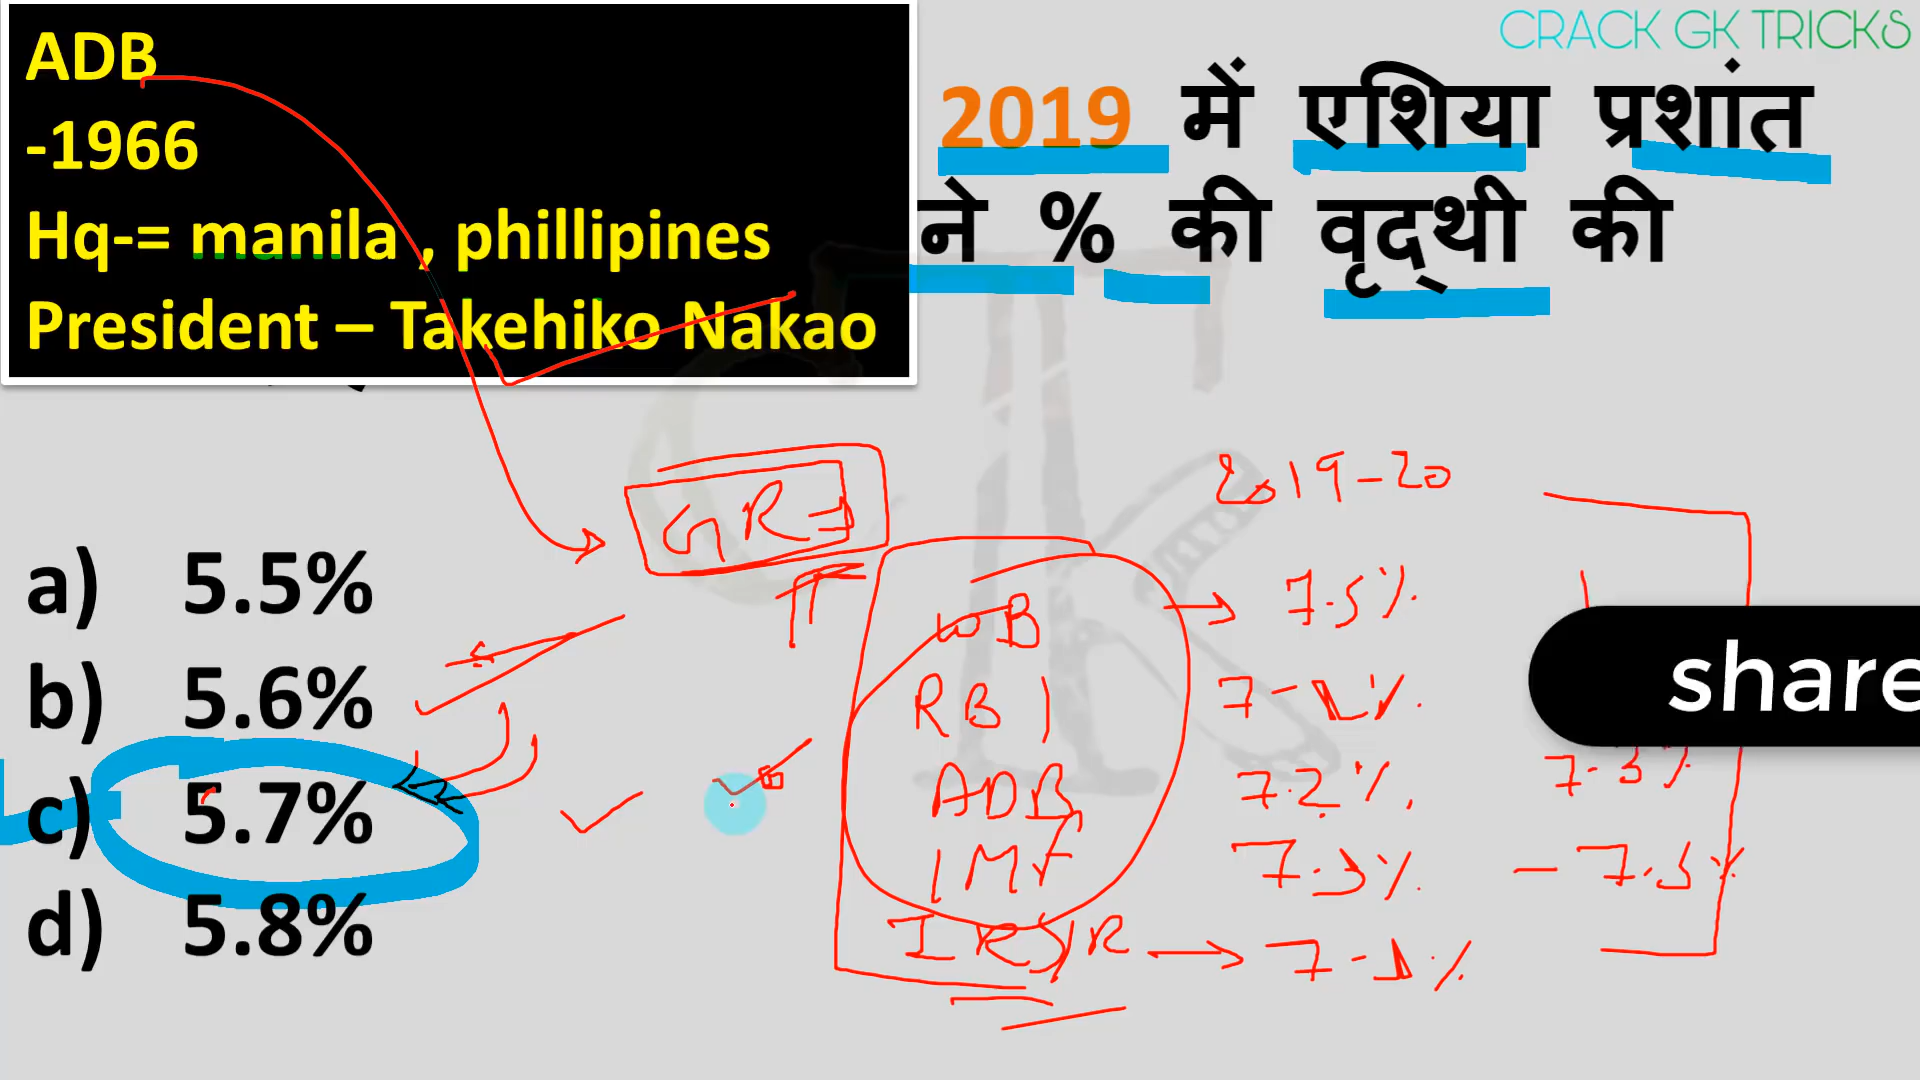 CRACK GK TRICKS
ADB
-1966
Hq-= manila , phillipines
President – Takehiko Nakao
2019 में एशिया प्रशांत
ने % की वृद्थी की
a) 5.5%
b) 5.6%
c) 5.7%
d) 5.8%
GR
2019-20
WB 7.5%
RBI
ADB 7.2% 7.3%
IMF 7.3% - 7.5%
share